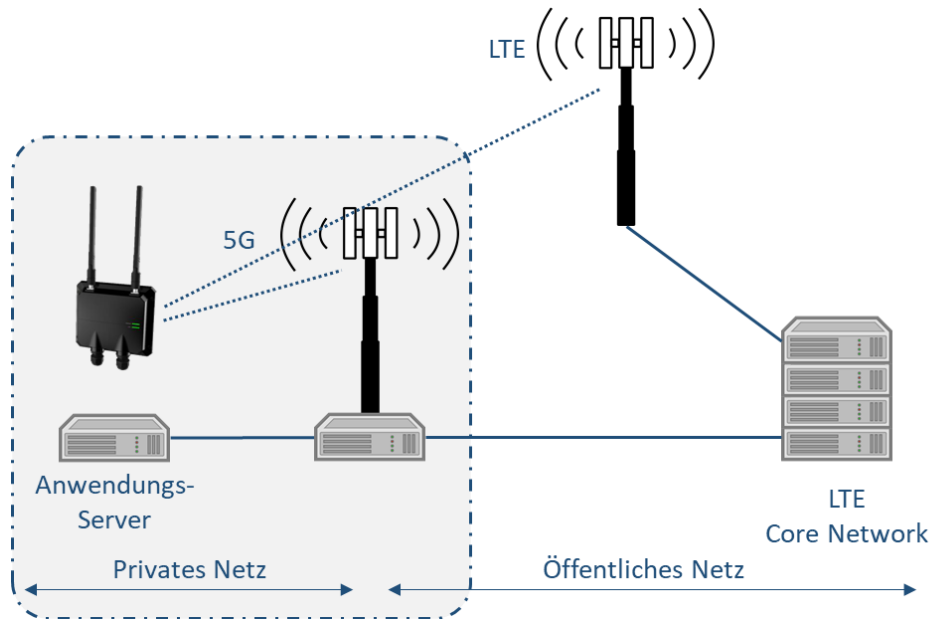 LTE
5G
Anwendungs-
Server
LTE
Core Network
Privates Netz
Öffentliches Netz